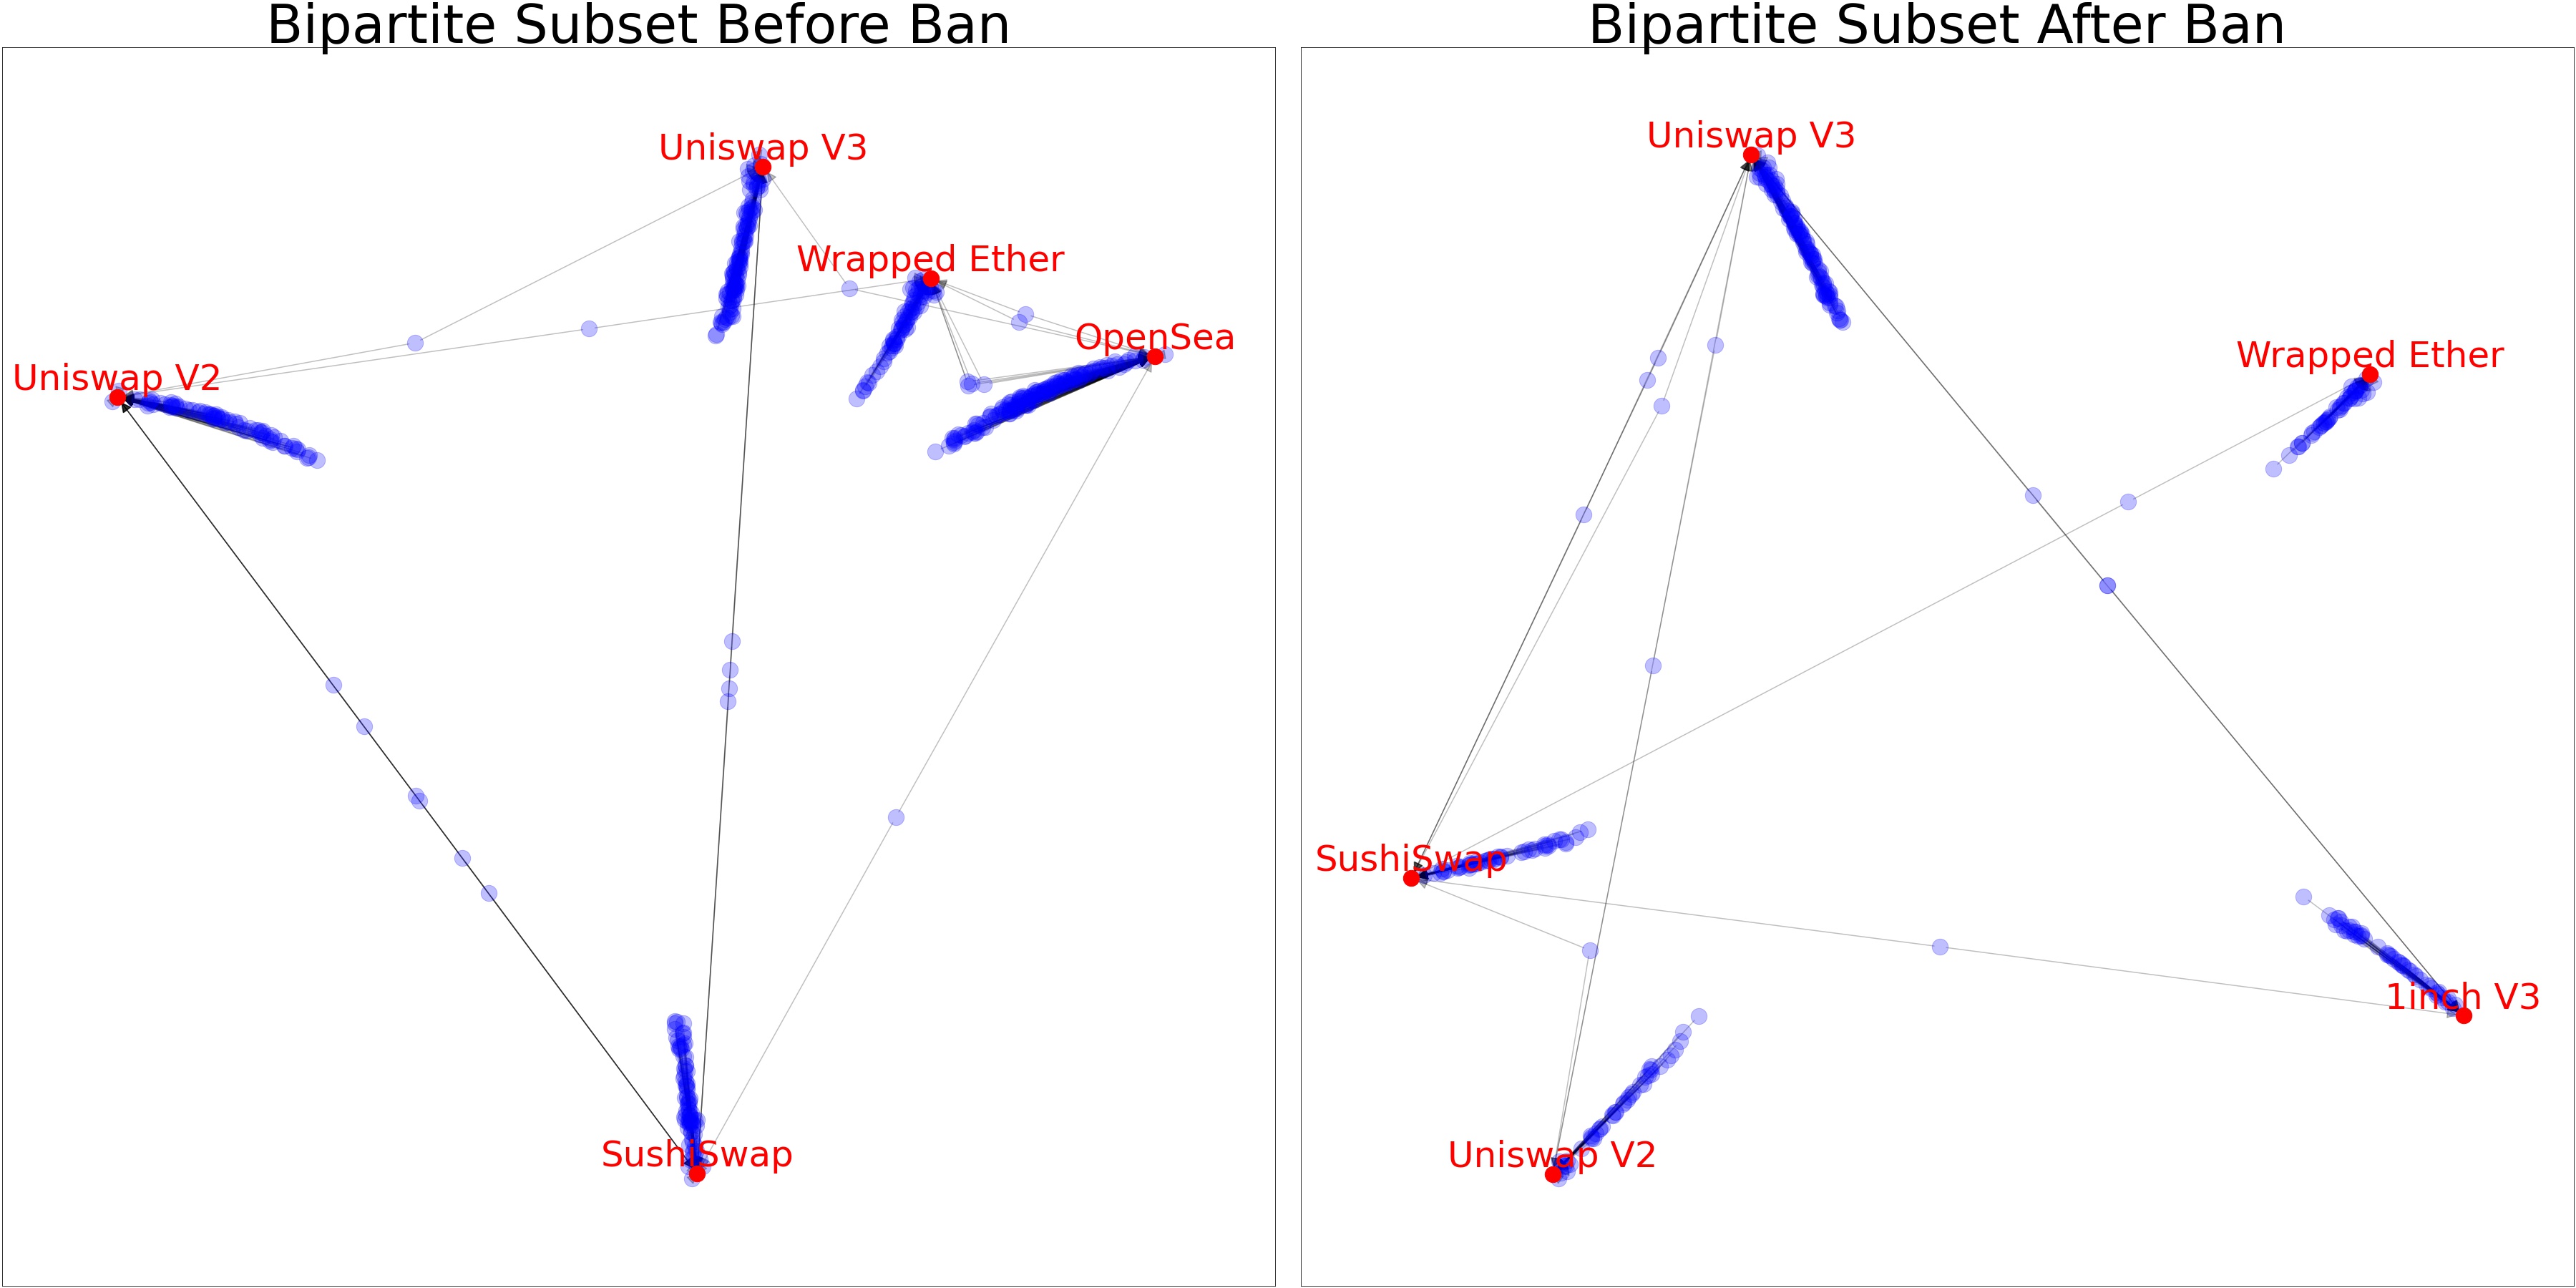 Bipartite Subset Before Ban
Uniswap V3
Wrapped Ether
OpenSea
Uniswap V2
SushiSwap
Bipartite Subset After Ban
Uniswap V3
Wrapped Ether
SushiSwap
1inch V3
Uniswap V2